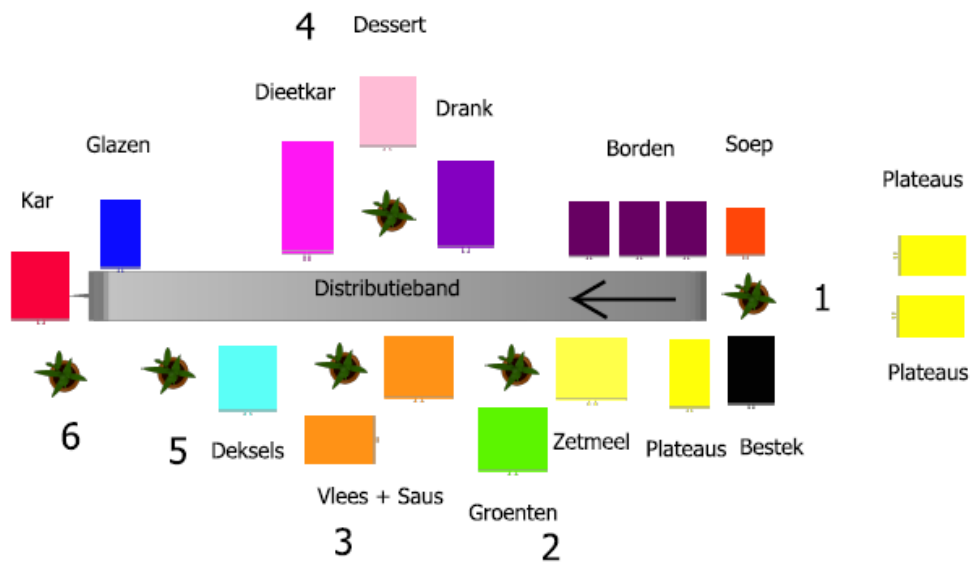 4 Dessert
Dieetkar
Drank
Glazen
Borden
Soep
Plateaus
Kar
Distributieband
1
Plateaus
6
5
Deksels
Zetmeel
Plateaus
Bestek
Vlees + Saus
Groenten
3
2